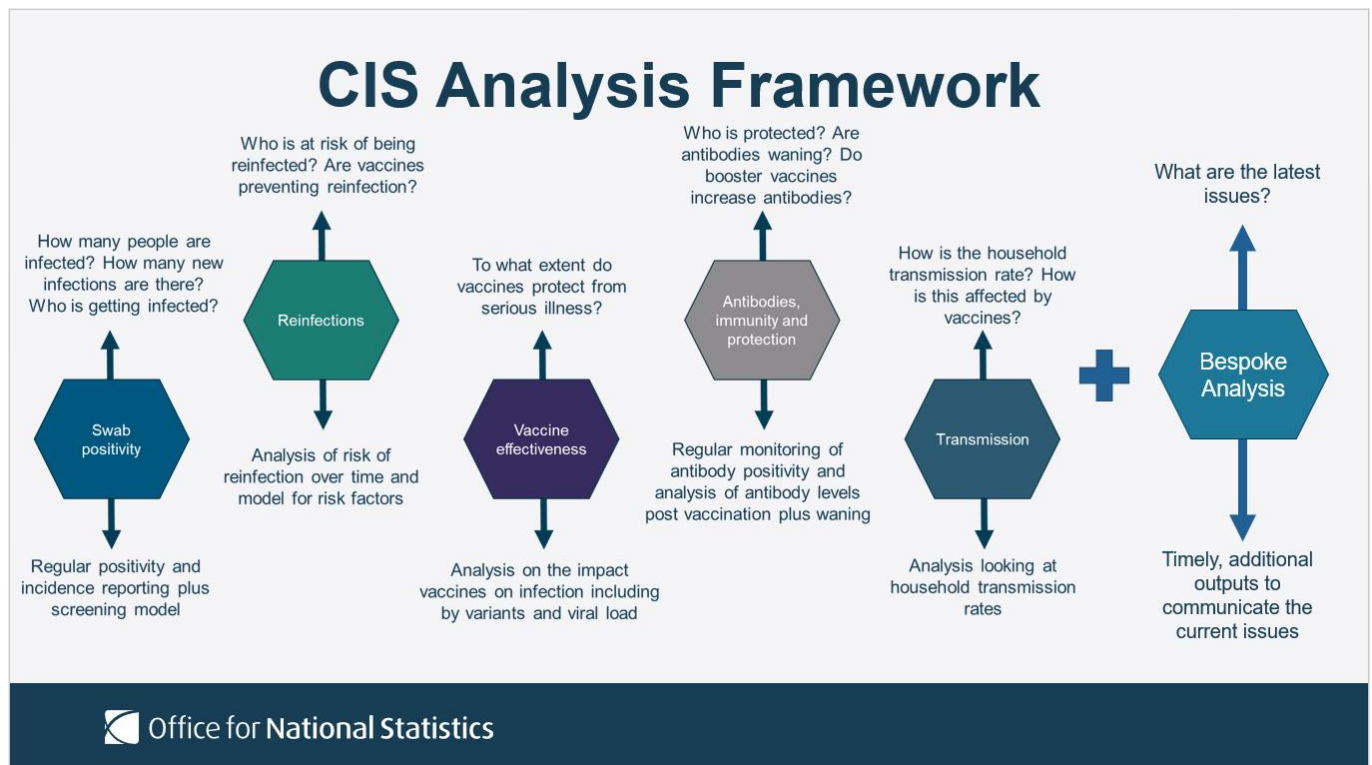 CIS Analysis Framework
How many people are
infected? How many new
infections are there?
Who is getting infected?
Swab
positivity
Regular positivity and
incidence reporting plus
screening model
Who is at risk of being
reinfected? Are vaccines
preventing reinfection?
Reinfections
Analysis of risk of
reinfection over time and
model for risk factors
To what extent do
vaccines protect from
serious illness?
Vaccine
effectiveness
Analysis on the impact
vaccines on infection including
by variants and viral load
Who is protected? Are
antibodies waning? Do
booster vaccines
increase antibodies?
Antibodies,
immunity and
protection
Regular monitoring of
antibody positivity and
analysis of antibody levels
post vaccination plus waning
How is the household
transmission rate? How
is this affected by
vaccines?
Transmission
Analysis looking at
household transmission
rates
What are the latest
issues?
Bespoke
Analysis
Timely, additional
outputs to
communicate the
current issues
Office for National Statistics